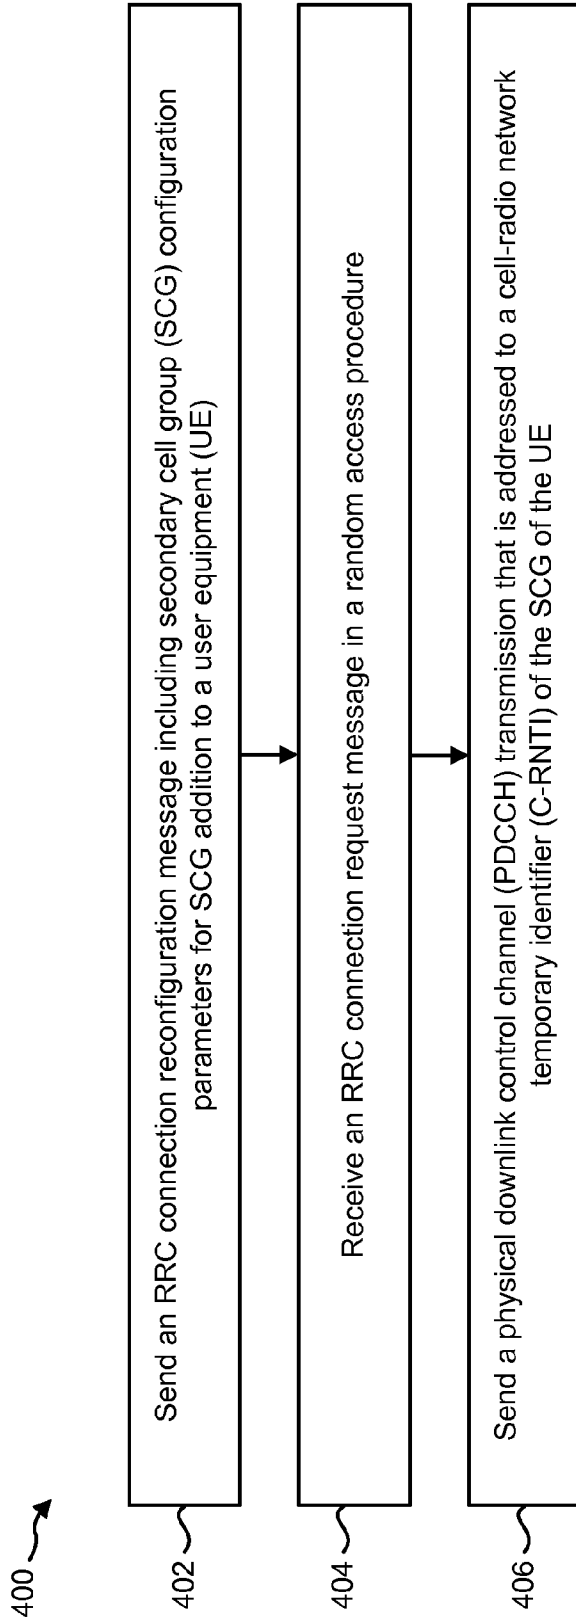 400
402
Send an RRC connection reconfiguration message including secondary cell group (SCG) configuration
parameters for SCG addition to a user equipment (UE)
404
Receive an RRC connection request message in a random access procedure
406
Send a physical downlink control channel (PDCCH) transmission that is addressed to a cell-radio network
temporary identifier (C-RNTI) of the SCG of the UE